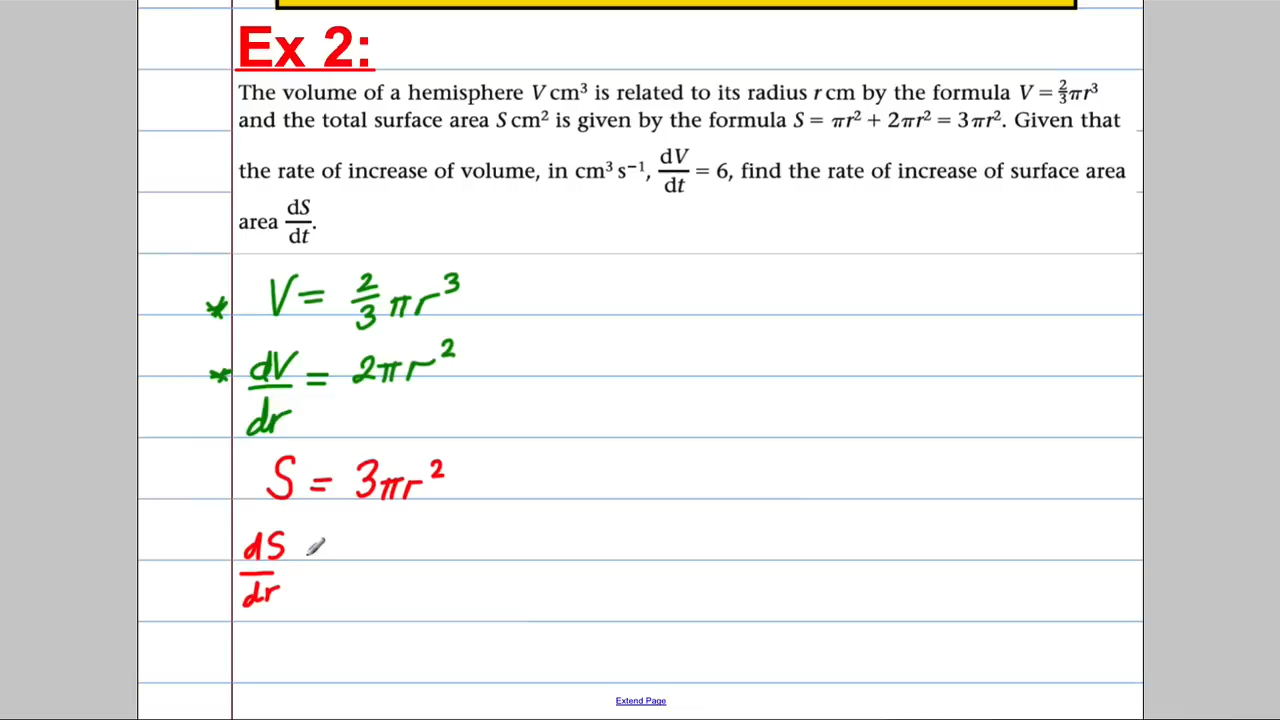 Ex 2:
The volume of a hemisphere V cm³ is related to its radius r cm by the formula V = ⅔πr³
and the total surface area S cm² is given by the formula S = πr² + 2πr² = 3πr². Given that
the rate of increase of volume, in cm³ s⁻¹, dV/dt = 6, find the rate of increase of surface area
area dS/dt.
* V = 2/3 πr³
* dV/dr = 2πr²
S = 3πr²
dS/dr
Extend Page